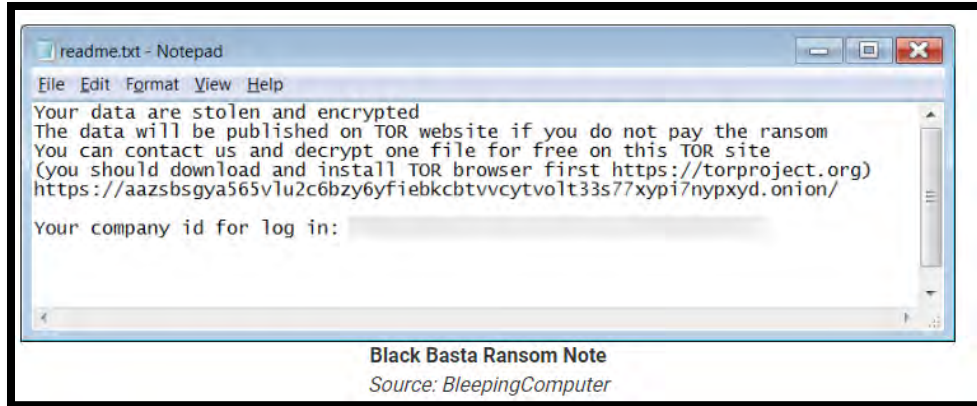 readme.txt - Notepad
File Edit Format View Help
Your data are stolen and encrypted
The data will be published on TOR website if you do not pay the ransom
You can contact us and decrypt one file for free on this TOR site
(you should download and install TOR browser first https://torproject.org)
https://aazsbsgya565vlu2c6bzy6yfiebkcbtvvcytvolt33s77xypi7nypxyd.onion/
Your company id for log in:
Black Basta Ransom Note
Source: BleepingComputer